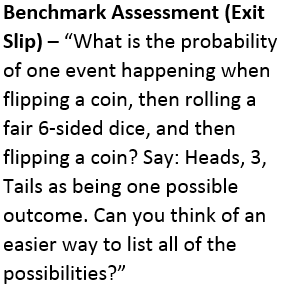 Benchmark Assessment (Exit
Slip) – “What is the probability
of one event happening when
flipping a coin, then rolling a
fair 6-sided dice, and then
flipping a coin? Say: Heads, 3,
Tails as being one possible
outcome. Can you think of an
easier way to list all of the
possibilities?”